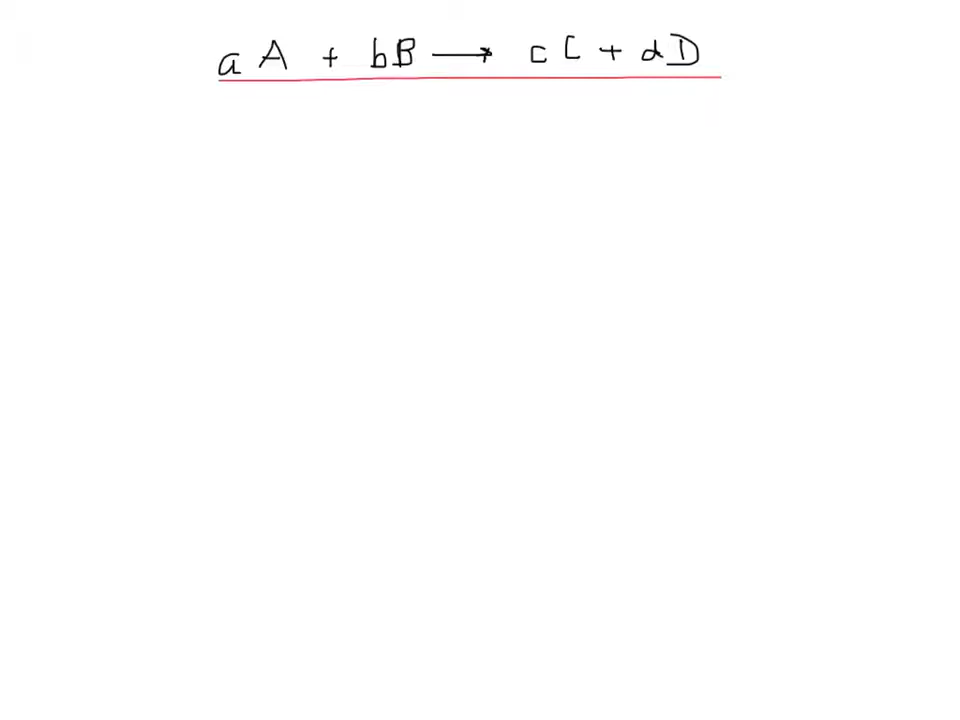 aA + bB → cC + dD